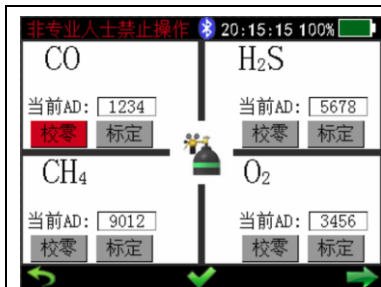 非专业人士禁止操作 20:15:15 100%
CO
当前AD: 1234
校零 标定
H₂S
当前AD: 5678
校零 标定
CH₄
当前AD: 9012
校零 标定
O₂
当前AD: 3456
校零 标定